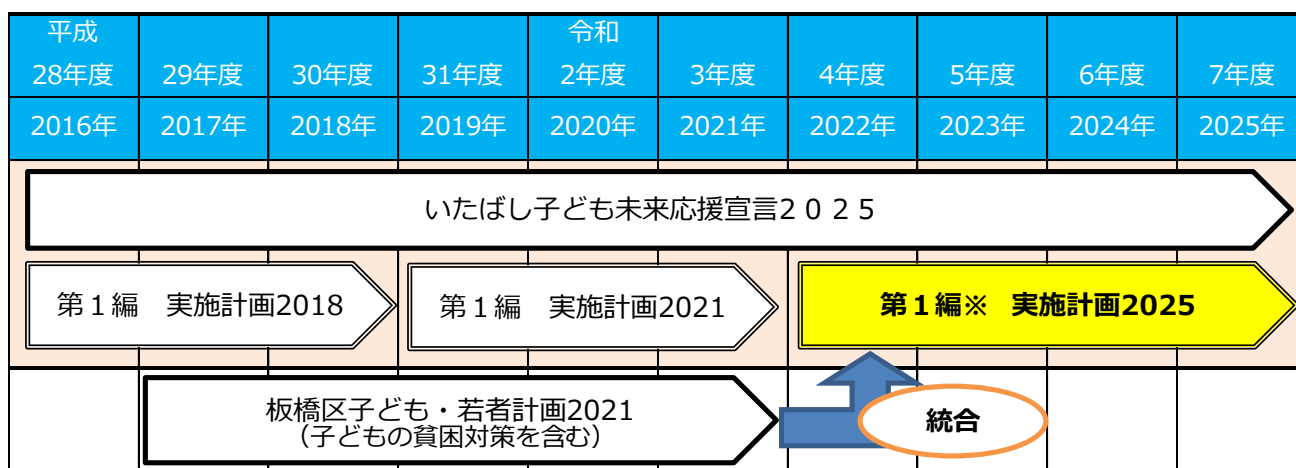 平成 令和
28年度 29年度 30年度 31年度 2年度 3年度 4年度 5年度 6年度 7年度
2016年 2017年 2018年 2019年 2020年 2021年 2022年 2023年 2024年 2025年
いたばし子ども未来応援宣言２０２５
第１編　実施計画2018 第１編　実施計画2021 第１編※　実施計画2025
板橋区子ども・若者計画2021
（子どもの貧困対策を含む）
統合